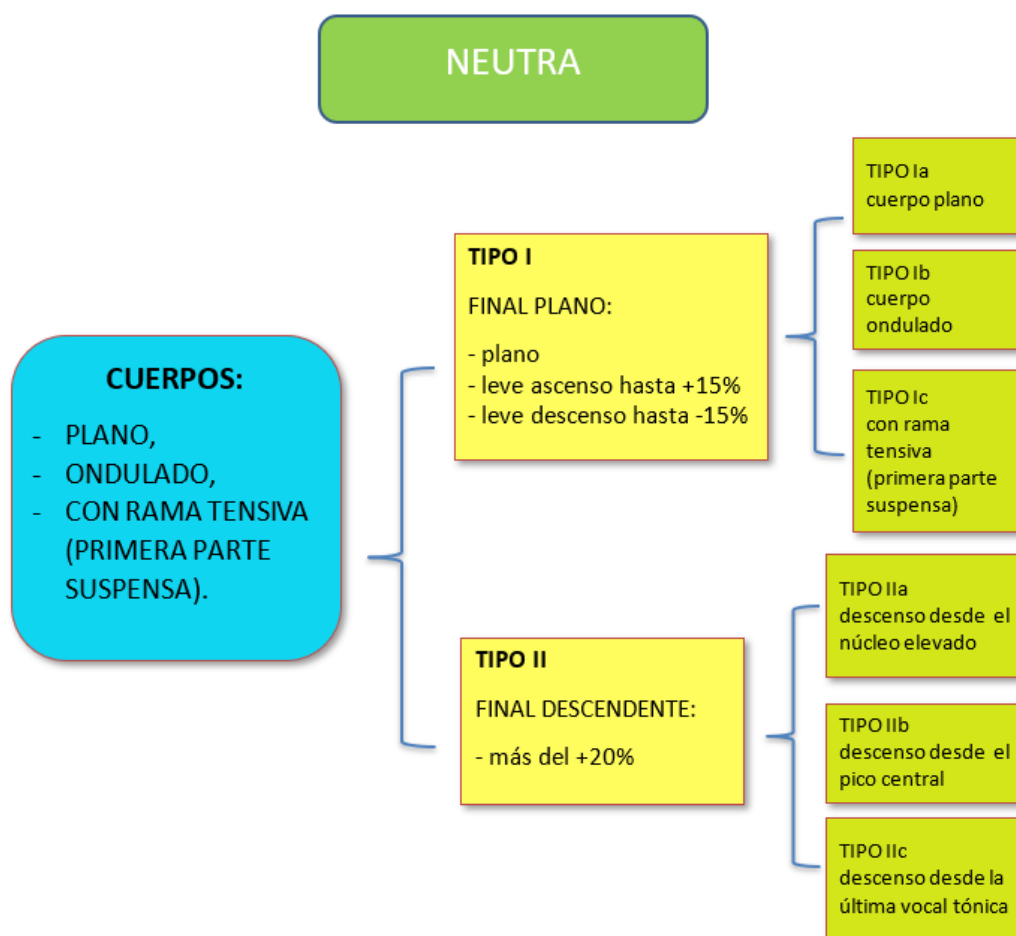 NEUTRA
CUERPOS:
- PLANO,
- ONDULADO,
- CON RAMA TENSIVA
(PRIMERA PARTE
SUSPENSA).
TIPO I
FINAL PLANO:
- plano
- leve ascenso hasta +15%
- leve descenso hasta -15%
TIPO Ia
cuerpo plano
TIPO Ib
cuerpo
ondulado
TIPO Ic
con rama
tensiva
(primera parte
suspensa)
TIPO II
FINAL DESCENDENTE:
- más del +20%
TIPO IIa
descenso desde el
núcleo elevado
TIPO IIb
descenso desde el
pico central
TIPO IIc
descenso desde la
última vocal tónica